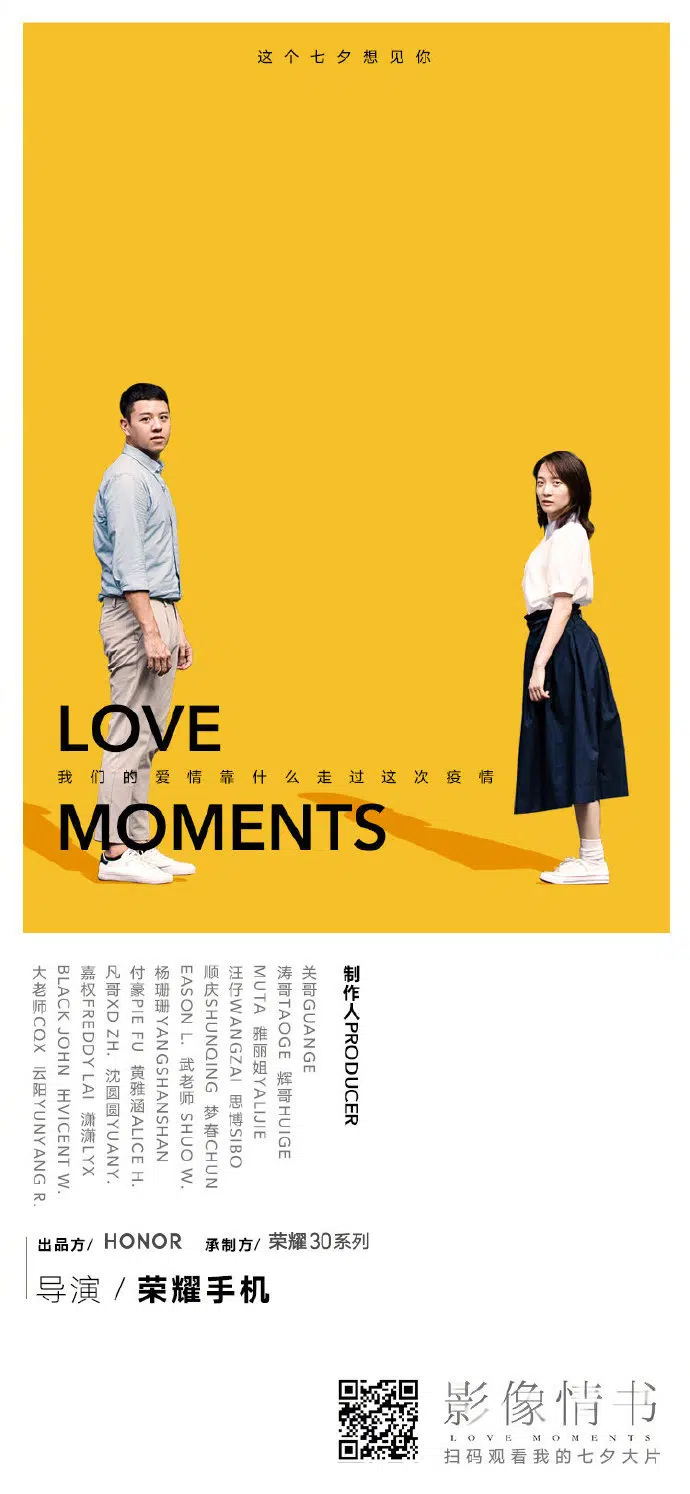 这个七夕想见你
LOVE
我们的爱情靠什么走过这次疫情
MOMENTS
制作人PRODUCER
关哥GUANGE
涛哥TAOGE 辉哥HUIGE
MUTA 雅丽姐YALIJIE
汪仔WANGZAI 思博SIBO
顺庆SHUNQING 梦春CHUN
EASON L. 武老师 SHUO W.
杨珊珊YANGSHANSHAN
付豪PIE FU 黄雅涵ALICE H.
凡哥XD ZH. 沈圆圆YUANY.
嘉权FREDDY LAI 潇潇LYX
BLACK JOHN VICENT W.
大老师CQX 云阳YUNYANG R.
出品方/ HONOR 承制方/ 荣耀30系列
导演 / 荣耀手机
影像情书
LOVE MOMENTS
扫码观看我的七夕大片